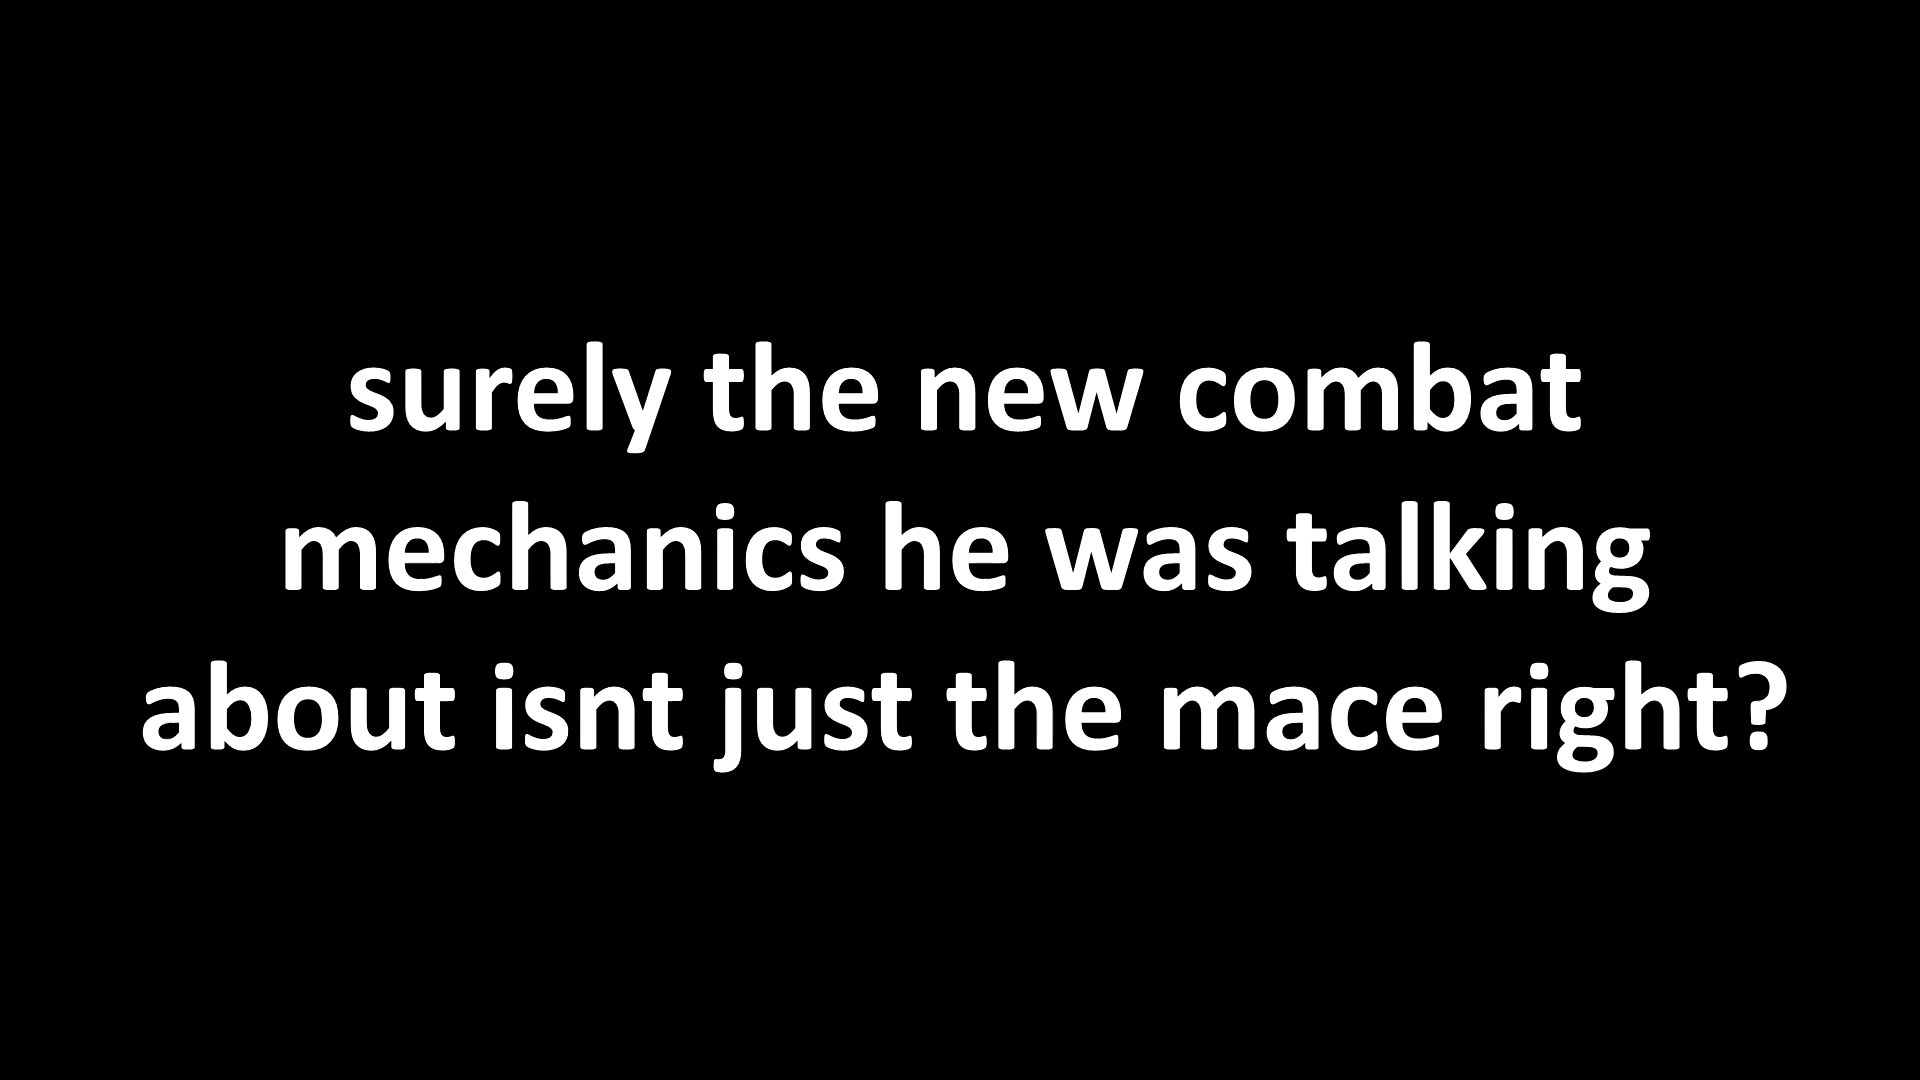 surely the new combat
mechanics he was talking
about isnt just the mace right?